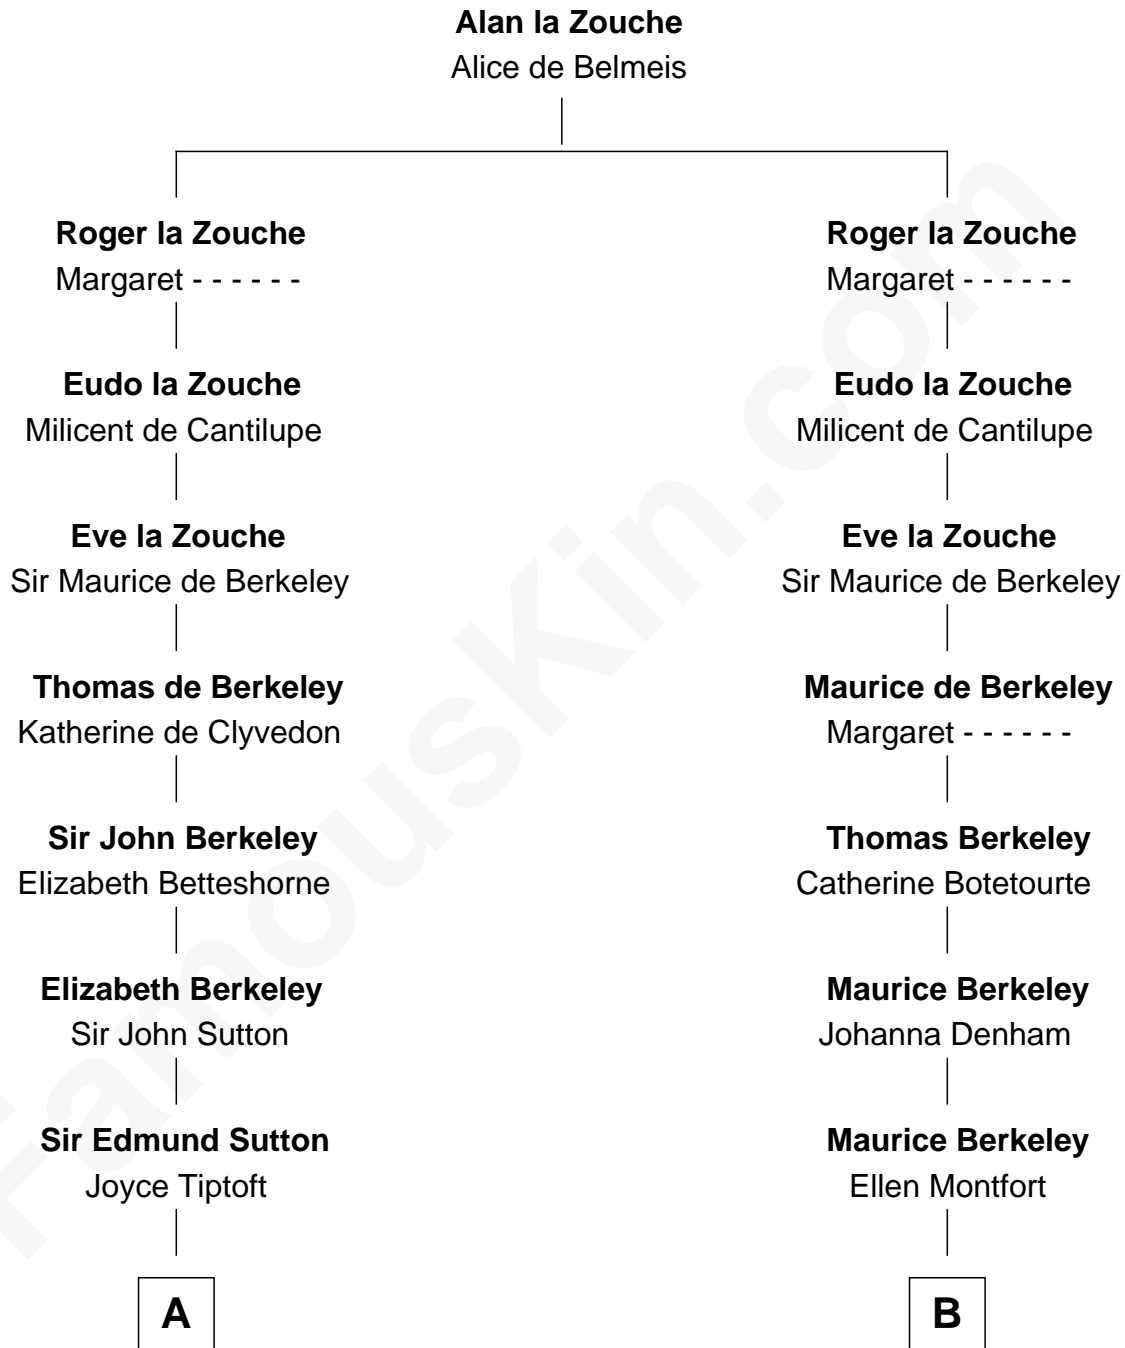 Alan la Zouche
Alice de Belmeis
Roger la Zouche
Margaret - - - - - -
Roger la Zouche
Margaret - - - - - -
Eudo la Zouche
Milicent de Cantilupe
Eudo la Zouche
Milicent de Cantilupe
Eve la Zouche
Sir Maurice de Berkeley
Eve la Zouche
Sir Maurice de Berkeley
Thomas de Berkeley
Katherine de Clyvedon
Maurice de Berkeley
Margaret - - - - - -
Sir John Berkeley
Elizabeth Betteshorne
Thomas Berkeley
Catherine Botetourte
Elizabeth Berkeley
Sir John Sutton
Maurice Berkeley
Johanna Denham
Sir Edmund Sutton
Joyce Tiptoft
Maurice Berkeley
Ellen Montfort
A
B
FamousKin.com